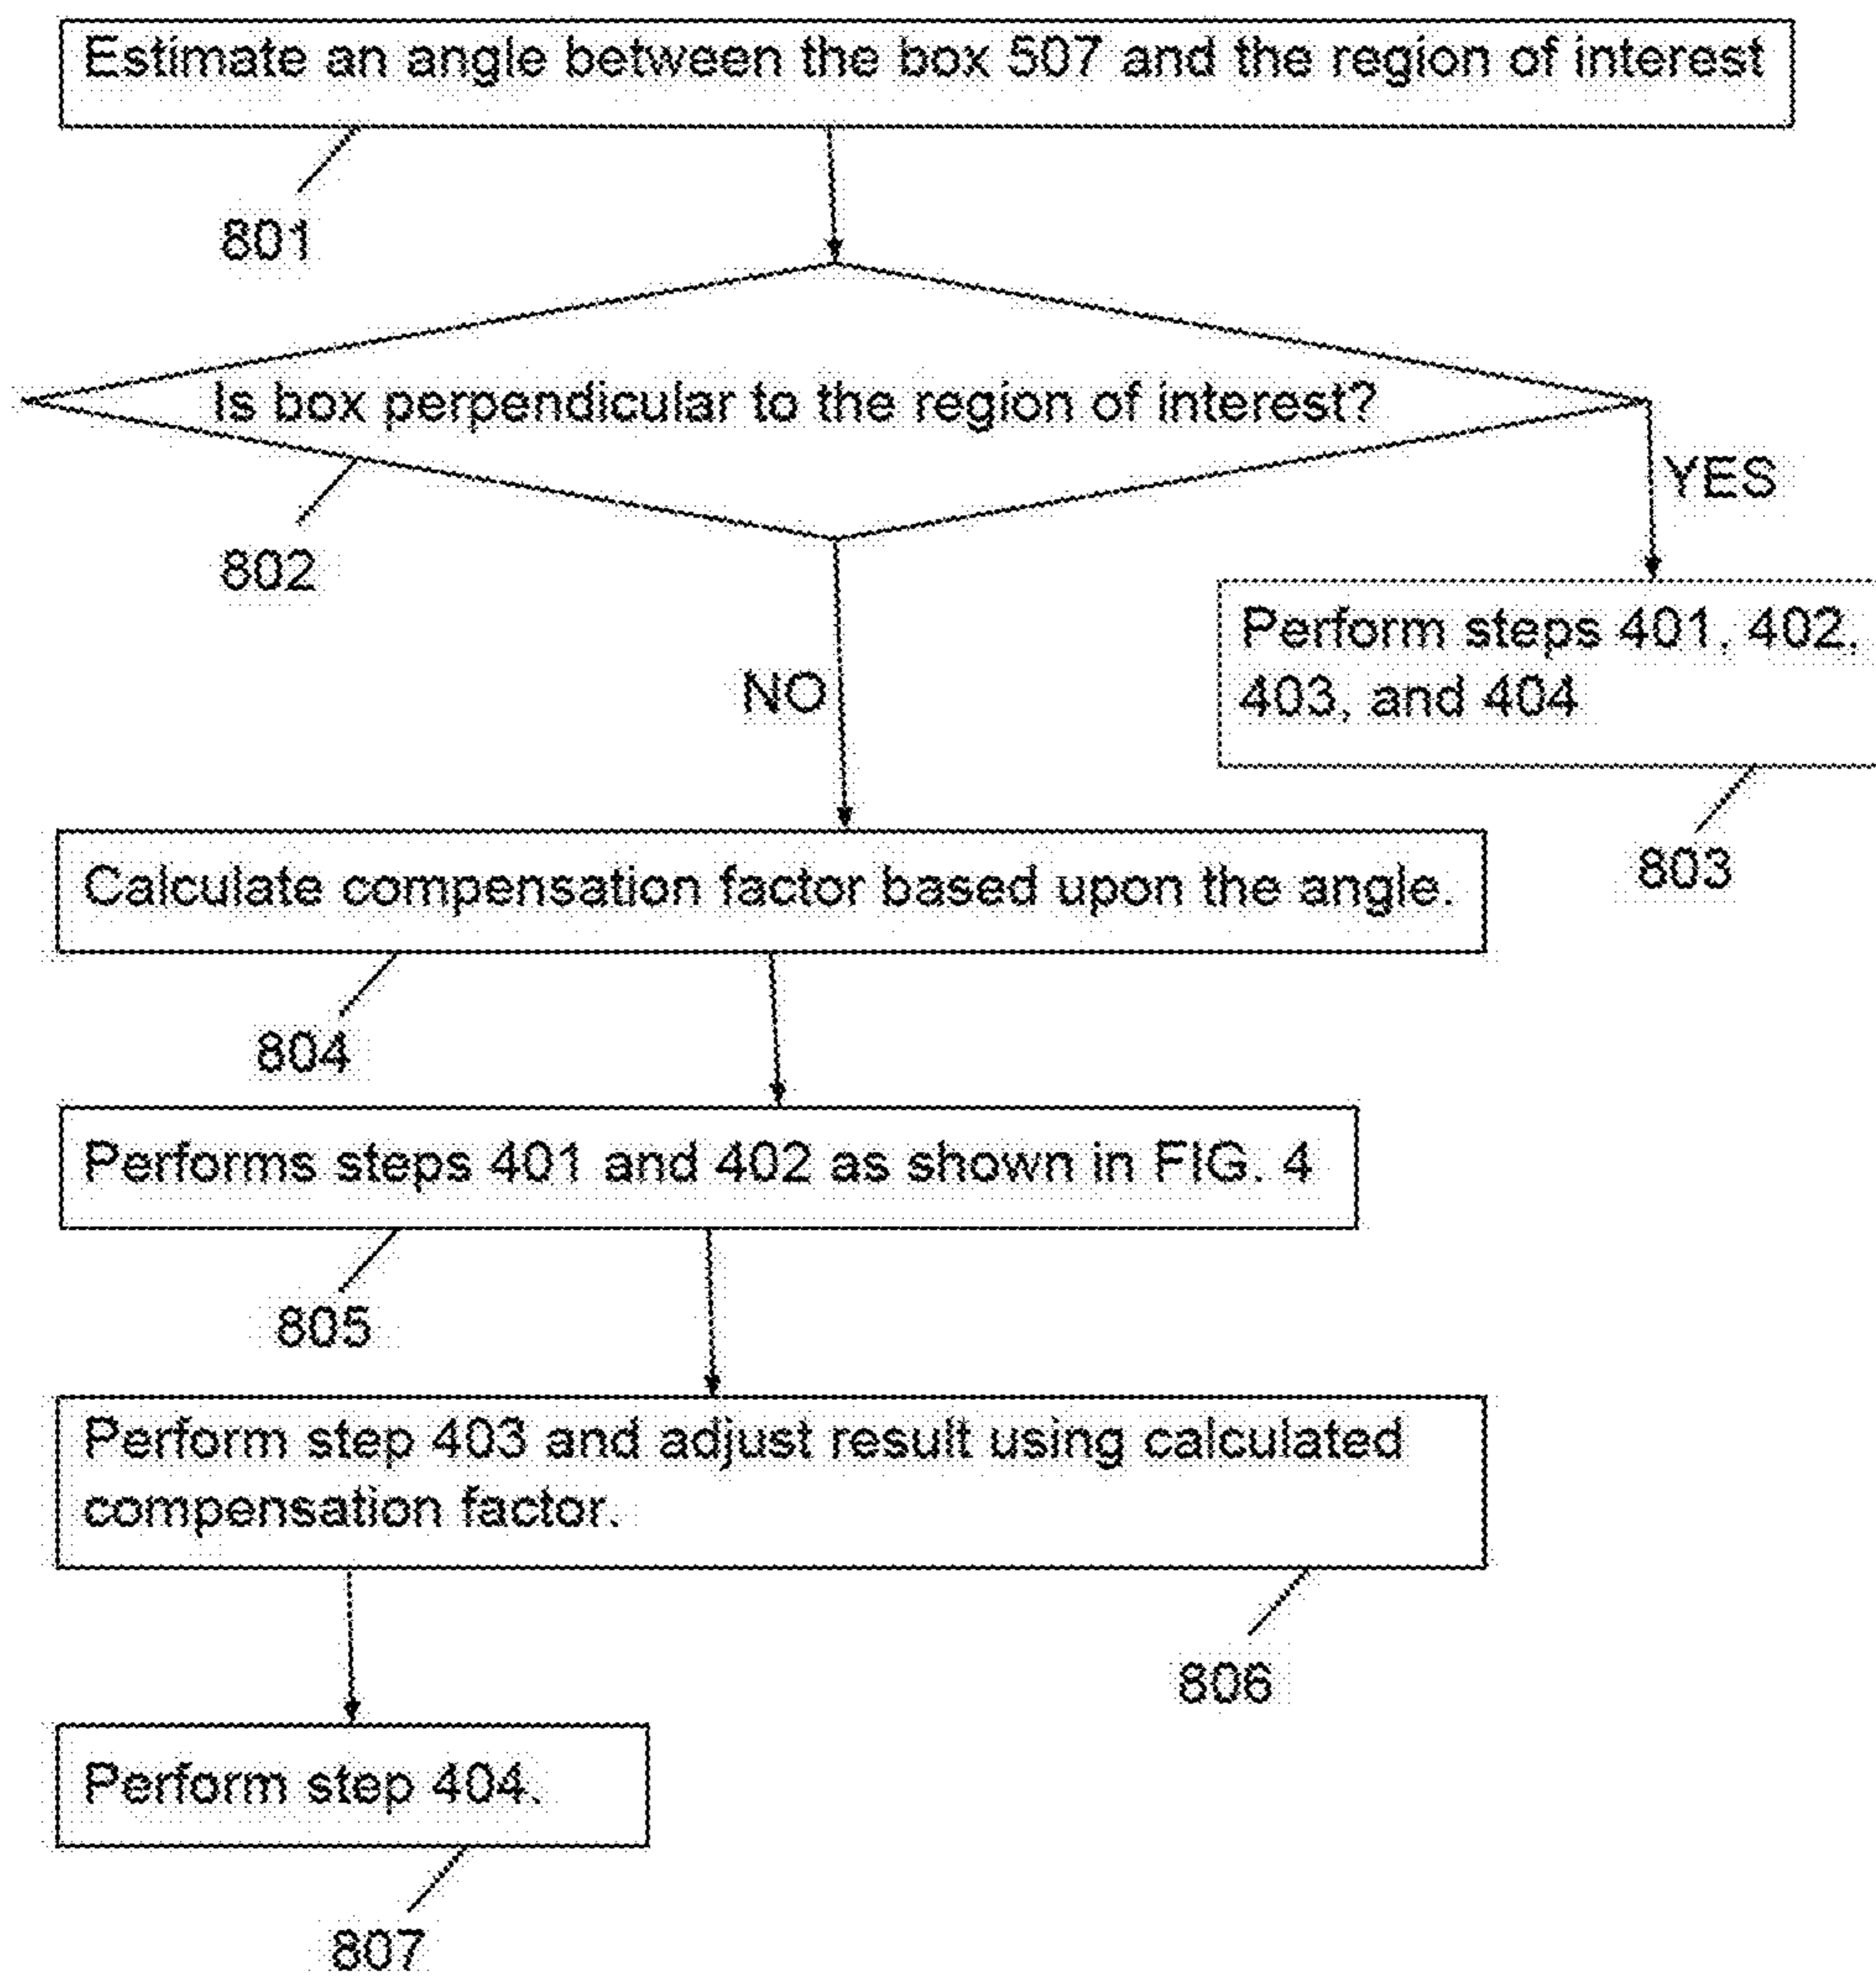 Estimate an angle between the box 507 and the region of interest
801
Is box perpendicular to the region of interest?
YES
802
Perform steps 401, 402,
403, and 404
NO
803
Calculate compensation factor based upon the angle.
804
Performs steps 401 and 402 as shown in FIG. 4
805
Perform step 403 and adjust result using calculated
compensation factor.
806
Perform step 404.
807